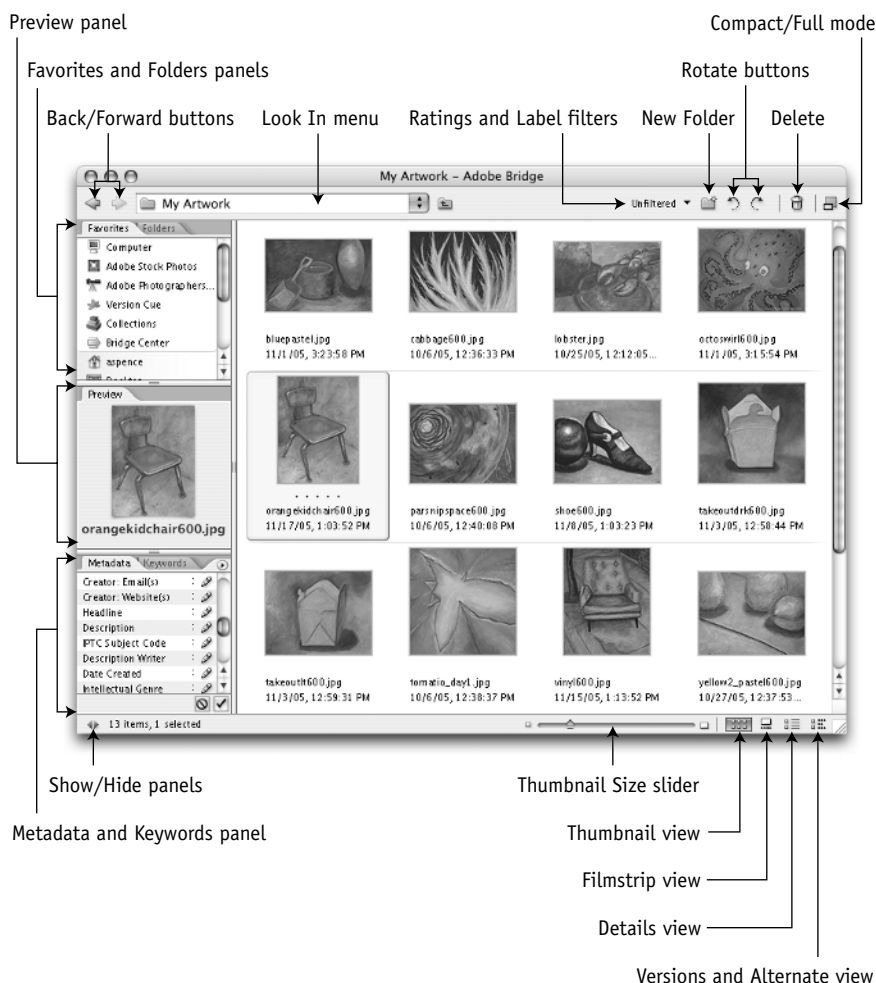 Preview panel
Compact/Full mode
Favorites and Folders panels
Rotate buttons
Back/Forward buttons
Look In menu
Ratings and Label filters
New Folder
Delete
My Artwork – Adobe Bridge
My Artwork
Unfiltered
Favorites Folders
Computer
Adobe Stock Photos
Adobe Photographers...
Version Cue
Collections
Bridge Center
aspence
Desktop
bluepastel.jpg
11/1/05, 3:23:58 PM
cabbage600.jpg
10/6/05, 12:36:33 PM
lobster.jpg
10/25/05, 12:12:05...
octoswirl600.jpg
11/1/05, 3:15:54 PM
Preview
orangekidchair600.jpg
orangekidchair600.jpg
11/17/05, 1:03:52 PM
parsnipspace600.jpg
10/6/05, 12:40:08 PM
shoe600.jpg
11/8/05, 1:03:23 PM
takeoutdrk600.jpg
11/3/05, 12:58:44 PM
Metadata Keywords
Creator: Email(s) :
Creator: Website(s) :
Headline :
Description :
IPTC Subject Code :
Description Writer :
Date Created :
Intellectual Genre :
takeoutlt600.jpg
11/3/05, 12:59:31 PM
tomatio_day1.jpg
10/6/05, 12:38:37 PM
vinyl600.jpg
11/15/05, 1:13:52 PM
yellow2_pastel600.jpg
10/27/05, 12:37:53...
13 items, 1 selected
Show/Hide panels
Thumbnail Size slider
Metadata and Keywords panel
Thumbnail view
Filmstrip view
Details view
Versions and Alternate view